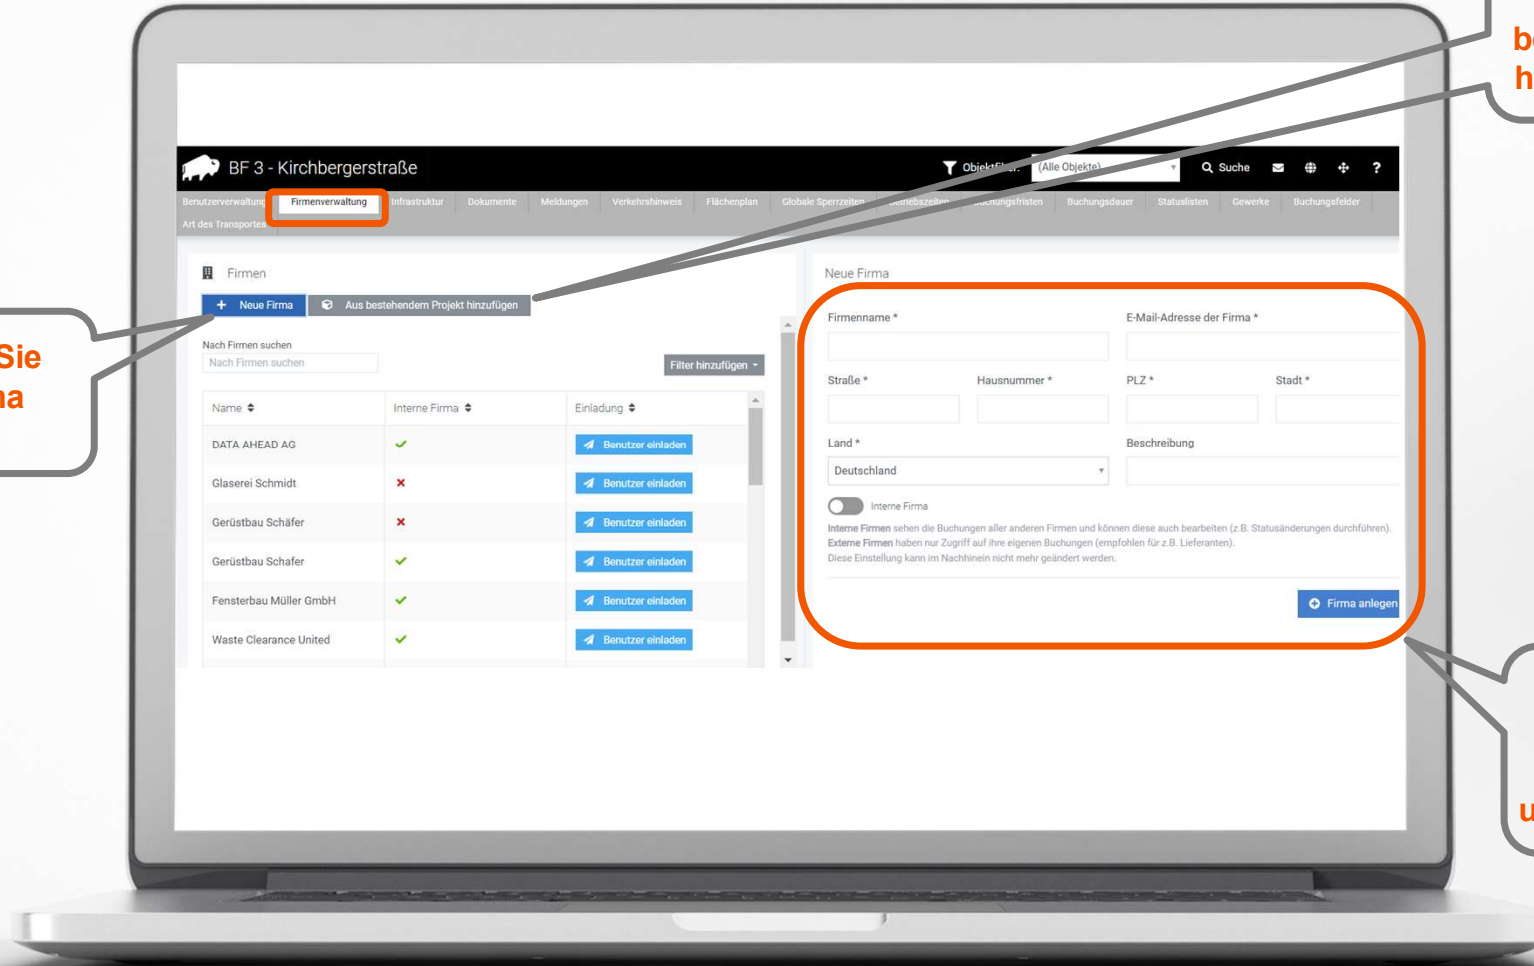 BF 3 - Kirchbergerstraße
Objektfilter:
(Alle Objekte)
Suche
?
Benutzerverwaltung
Firmenverwaltung
Infrastruktur
Dokumente
Meldungen
Verkehrshinweis
Flächenplan
Globale Sperrzeiten
Betriebszeiten
Buchungsfristen
Buchungsdauer
Statuslisten
Gewerke
Buchungsfelder
Art des Transportes
Firmen
+ Neue Firma
Aus bestehendem Projekt hinzufügen
Nach Firmen suchen
Nach Firmen suchen
Filter hinzufügen
Name
Interne Firma
Einladung
DATA AHEAD AG
Benutzer einladen
Glaserei Schmidt
Benutzer einladen
Gerüstbau Schäfer
Benutzer einladen
Gerüstbau Schafer
Benutzer einladen
Fensterbau Müller GmbH
Benutzer einladen
Waste Clearance United
Benutzer einladen
Neue Firma
Firmenname *
E-Mail-Adresse der Firma *
Straße *
Hausnummer *
PLZ *
Stadt *
Land *
Beschreibung
Deutschland
Interne Firma
Interne Firmen sehen die Buchungen aller anderen Firmen und können diese auch bearbeiten (z.B. Statusänderungen durchführen).
Externe Firmen haben nur Zugriff auf ihre eigenen Buchungen (empfohlen für z.B. Lieferanten).
Diese Einstellung kann im Nachhinein nicht mehr geändert werden.
Firma anlegen
Sie